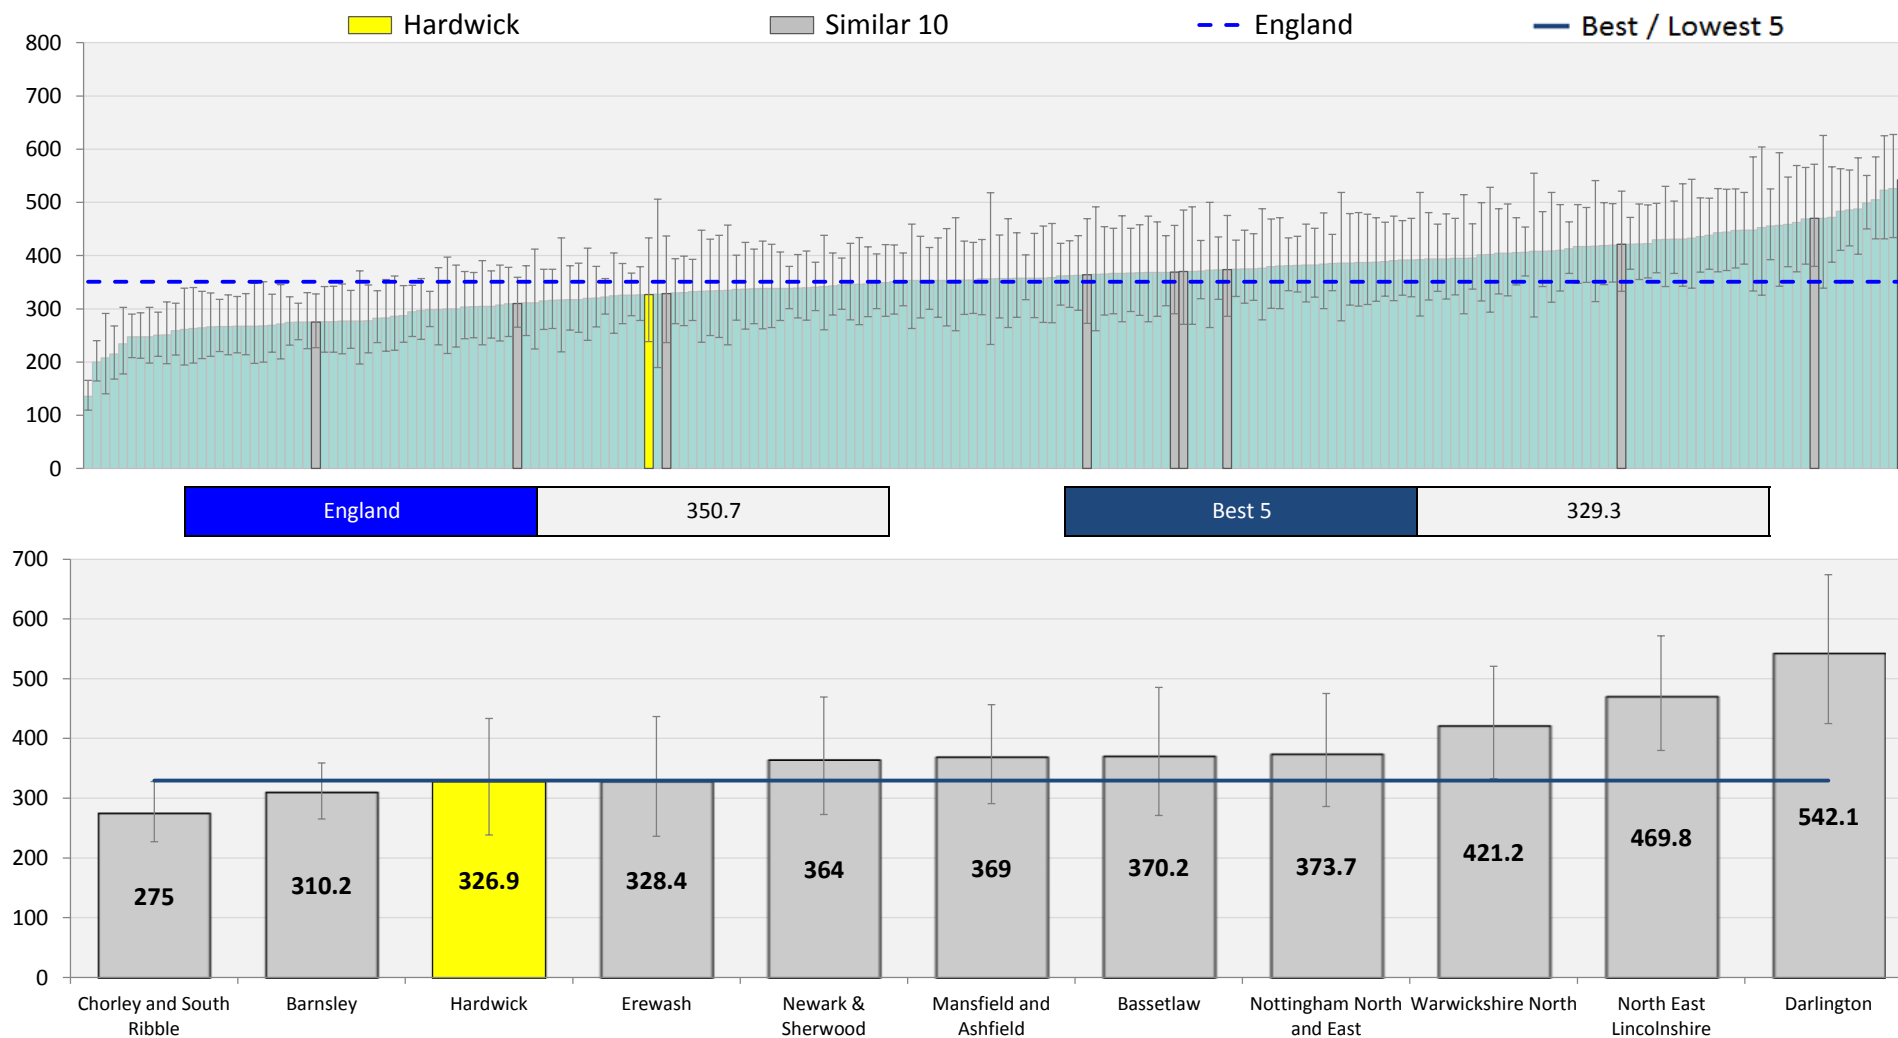 Hardwick
Similar 10
England
Best / Lowest 5
800
700
600
500
400
300
200
100
0
England 350.7
Best 5 329.3
700
600
500
400
300
200
100
0
275
310.2
326.9
328.4
364
369
370.2
373.7
421.2
469.8
542.1
Chorley and South
Ribble
Barnsley
Hardwick
Erewash
Newark &
Sherwood
Mansfield and
Ashfield
Bassetlaw
Nottingham North
and East
Warwickshire North
North East
Lincolnshire
Darlington